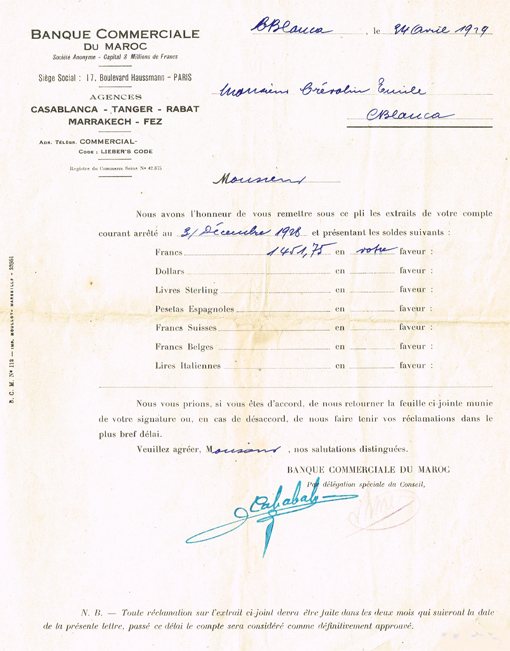 BANQUE COMMERCIALE
DU MAROC
Société Anonyme - Capital 8 Millions de Francs
Siège Social : 17. Boulevard Haussmann - PARIS
AGENCES
CASABLANCA - TANGER - RABAT
MARRAKECH - FEZ
ADR. TÉLÉGR. COMMERCIAL-
CODE : LIEBER'S CODE
Registre du Commerce Seine No 42.875
CBlanca, le 24 avril 1929
Monsieur Crévolin Emile
CBlanca
Monsieur
Nous avons l'honneur de vous remettre sous ce pli les extraits de votre compte
courant arrêté au 31 Décembre 1928 et présentant les soldes suivants :
Francs 1451,75 en votre faveur :
Dollars en faveur :
Livres Sterling en faveur :
Pesetas Espagnoles en faveur :
Francs Suisses en faveur :
Francs Belges en faveur :
Lires Italiennes en faveur :
Nous vous prions, si vous êtes d'accord, de nous retourner la feuille ci-jointe munie
de votre signature ou, en cas de désaccord, de nous faire tenir vos réclamations dans le
plus bref délai.
Veuillez agréer, Monsieur, nos salutations distinguées.
BANQUE COMMERCIALE DU MAROC
Par délégation spéciale du Conseil,
N. B. — Toute réclamation sur l'extrait ci-joint devra être faite dans les deux mois qui suivront la date
de la présente lettre, passé ce délai le compte sera considéré comme définitivement approuvé.
B. C. M. No 110